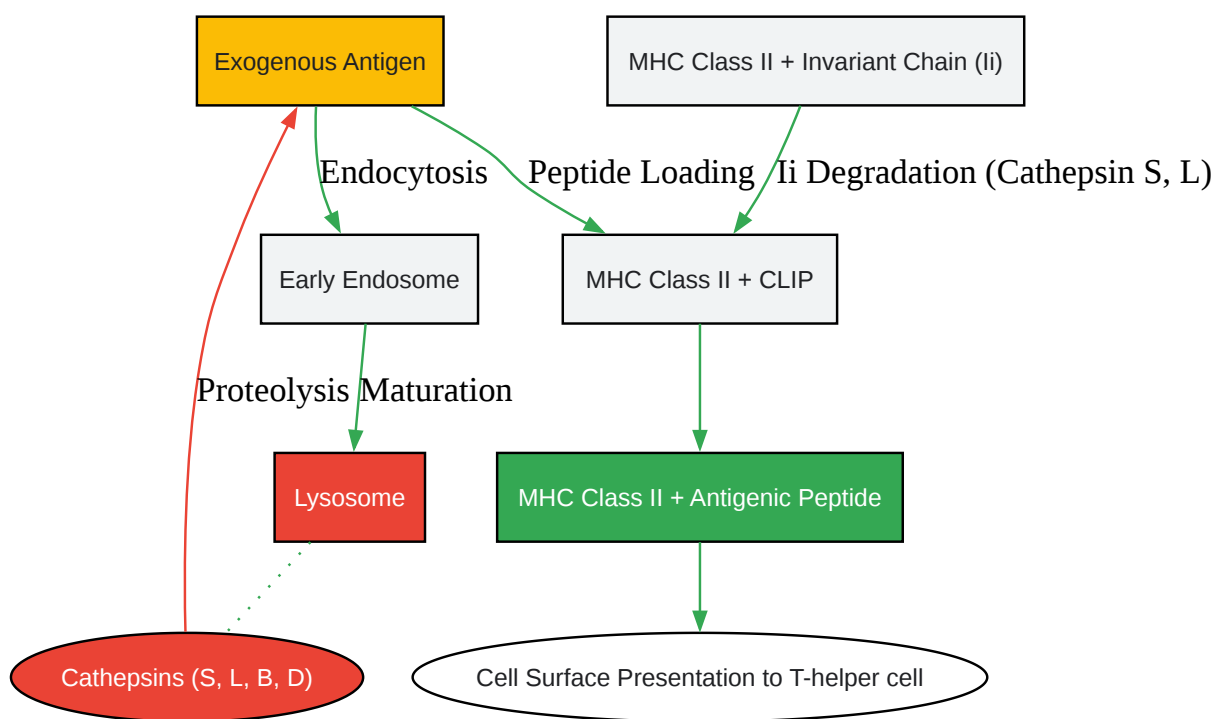 Exogenous Antigen
MHC Class II + Invariant Chain (Ii)
Endocytosis
Peptide Loading
Ii Degradation (Cathepsin S, L)
Early Endosome
MHC Class II + CLIP
Proteolysis
Maturation
Lysosome
MHC Class II + Antigenic Peptide
Cathepsins (S, L, B, D)
Cell Surface Presentation to T-helper cell